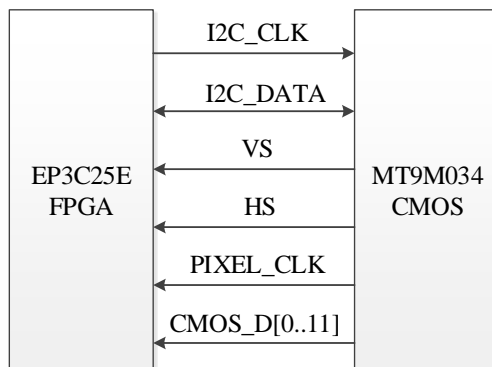 I2C_CLK
I2C_DATA
VS
EP3C25E
FPGA
MT9M034
CMOS
HS
PIXEL_CLK
CMOS_D[0..11]